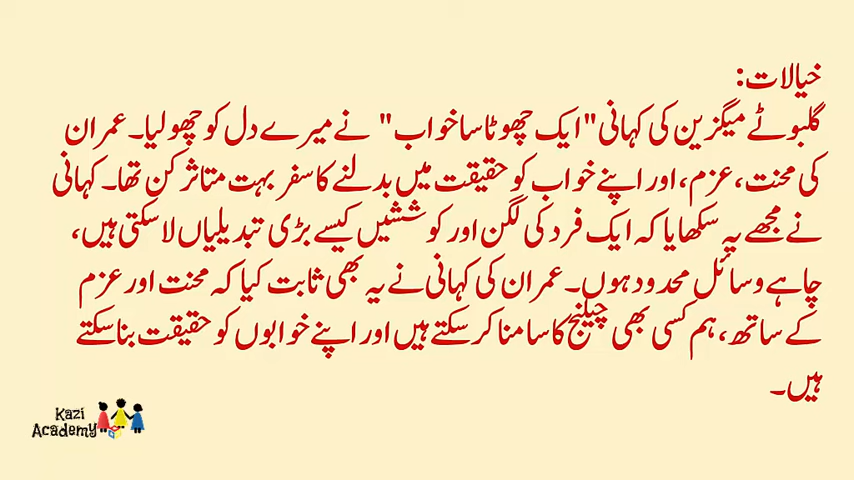 خیالات:
گلبوٹے میگزین کی کہانی "ایک چھوٹا سا خواب" نے میرے دل کو چھو لیا۔ عمران
کی محنت، عزم، اور اپنے خواب کو حقیقت میں بدلنے کا سفر بہت متاثر کن تھا۔ کہانی
نے مجھے یہ سکھایا کہ ایک فرد کی لگن اور کوششیں کیسے بڑی تبدیلیاں لا سکتی ہیں،
چاہے وسائل محدود ہوں۔ عمران کی کہانی نے یہ بھی ثابت کیا کہ محنت اور عزم
کے ساتھ، ہم کسی بھی چیلنج کا سامنا کر سکتے ہیں اور اپنے خوابوں کو حقیقت بنا سکتے
ہیں۔
Kazi
Academy